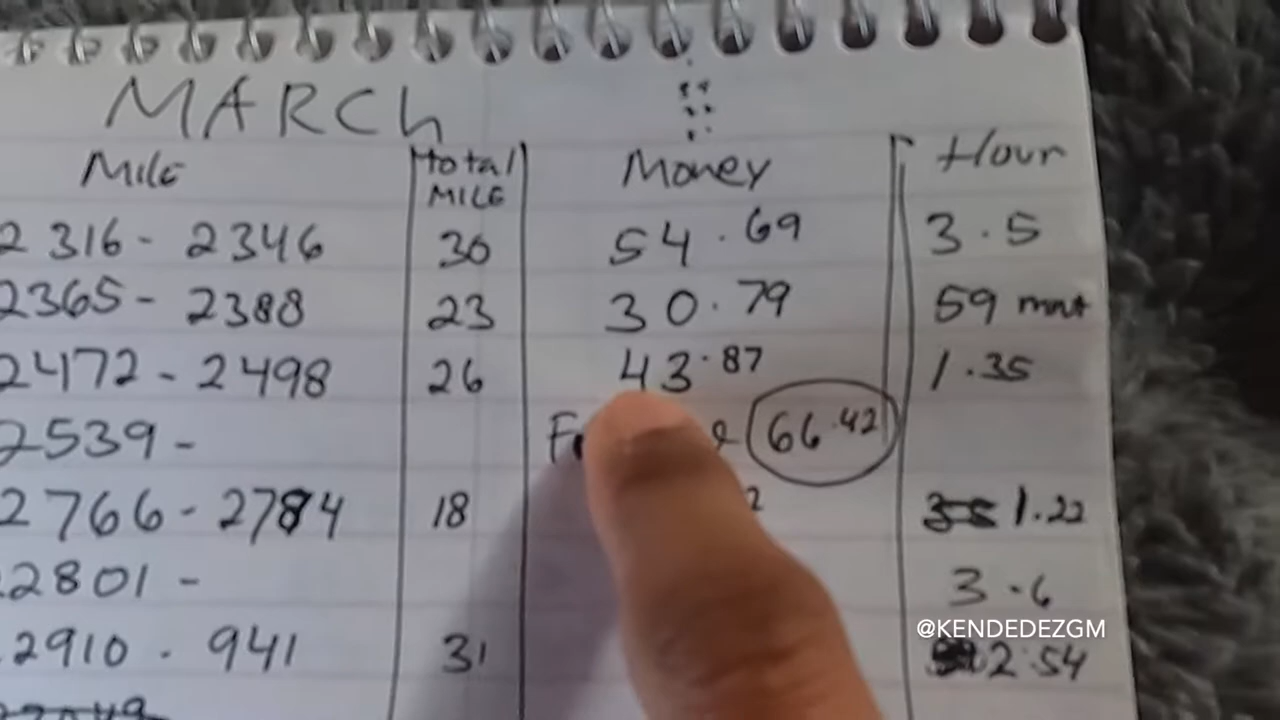 MARCh
Mile total MILE Money Hour
2316 - 2346 30 54.69 3.5
2365 - 2388 23 30.79 59 mnt
2472 - 2498 26 43.87 1.35
2539 - 66.42
2766 - 2784 18 1.22
2801 - 3-6
2910 - 941 31 2.54
@KENDEDEZGM